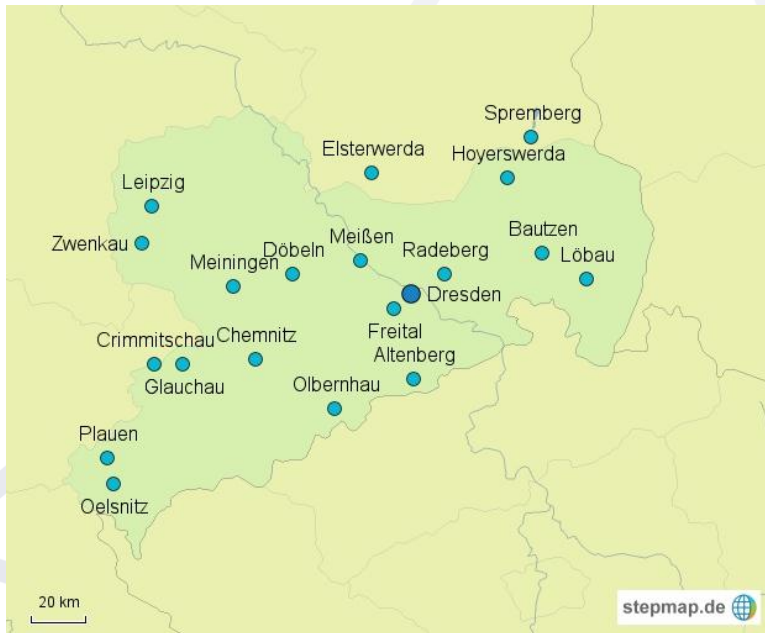 Spremberg
Elsterwerda
Hoyerswerda
Leipzig
Bautzen
Meißen
Zwenkau
Döbeln
Radeberg
Löbau
Meiningen
Dresden
Freital
Chemnitz
Crimmitschau
Altenberg
Glauchau
Olbernhau
Plauen
Oelsnitz
20 km
stepmap.de